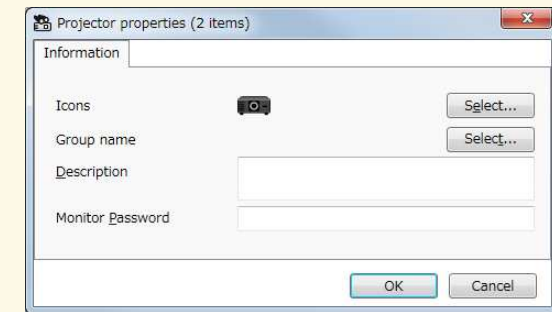 Projector properties (2 items)
Information
Icons Select...
Group name Select...
Description
Monitor Password
OK Cancel